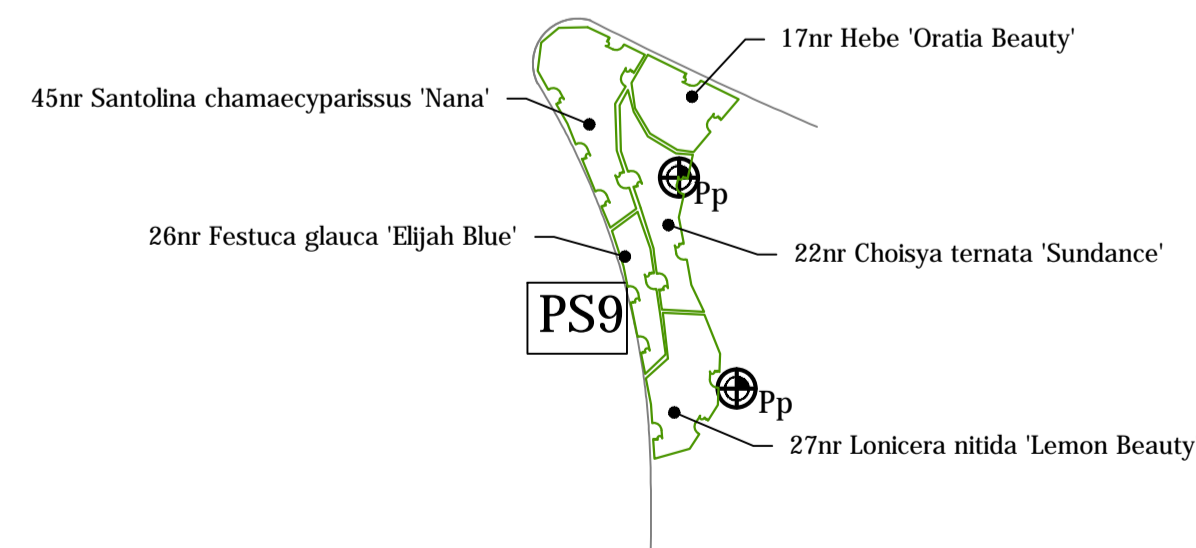 17nr Hebe 'Oratia Beauty'
45nr Santolina chamaecyparissus 'Nana'
Pp
26nr Festuca glauca 'Elijah Blue'
22nr Choisya ternata 'Sundance'
PS9
Pp
27nr Lonicera nitida 'Lemon Beauty